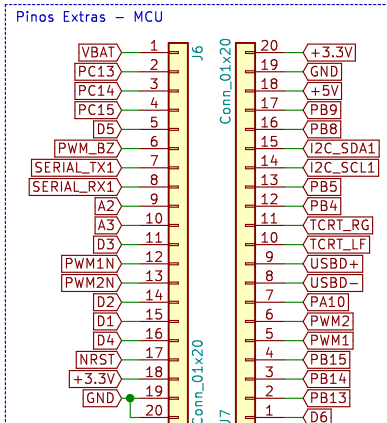 Pinos Extras - MCU
J6
Conn_01x20
VBAT 1
PC13 2
PC14 3
PC15 4
D5 5
PWM_BZ 6
SERIAL_TX1 7
SERIAL_RX1 8
A2 9
A3 10
D3 11
PWM1N 12
PWM2N 13
D2 14
D1 15
D4 16
NRST 17
+3.3V 18
GND 19
20
Conn_01x20
J7
20 +3.3V
19 GND
18 +5V
17 PB9
16 PB8
15 I2C_SDA1
14 I2C_SCL1
13 PB5
12 PB4
11 TCRT_RG
10 TCRT_LF
9 USBD+
8 USBD-
7 PA10
6 PWM2
5 PWM1
4 PB15
3 PB14
2 PB13
1 D6